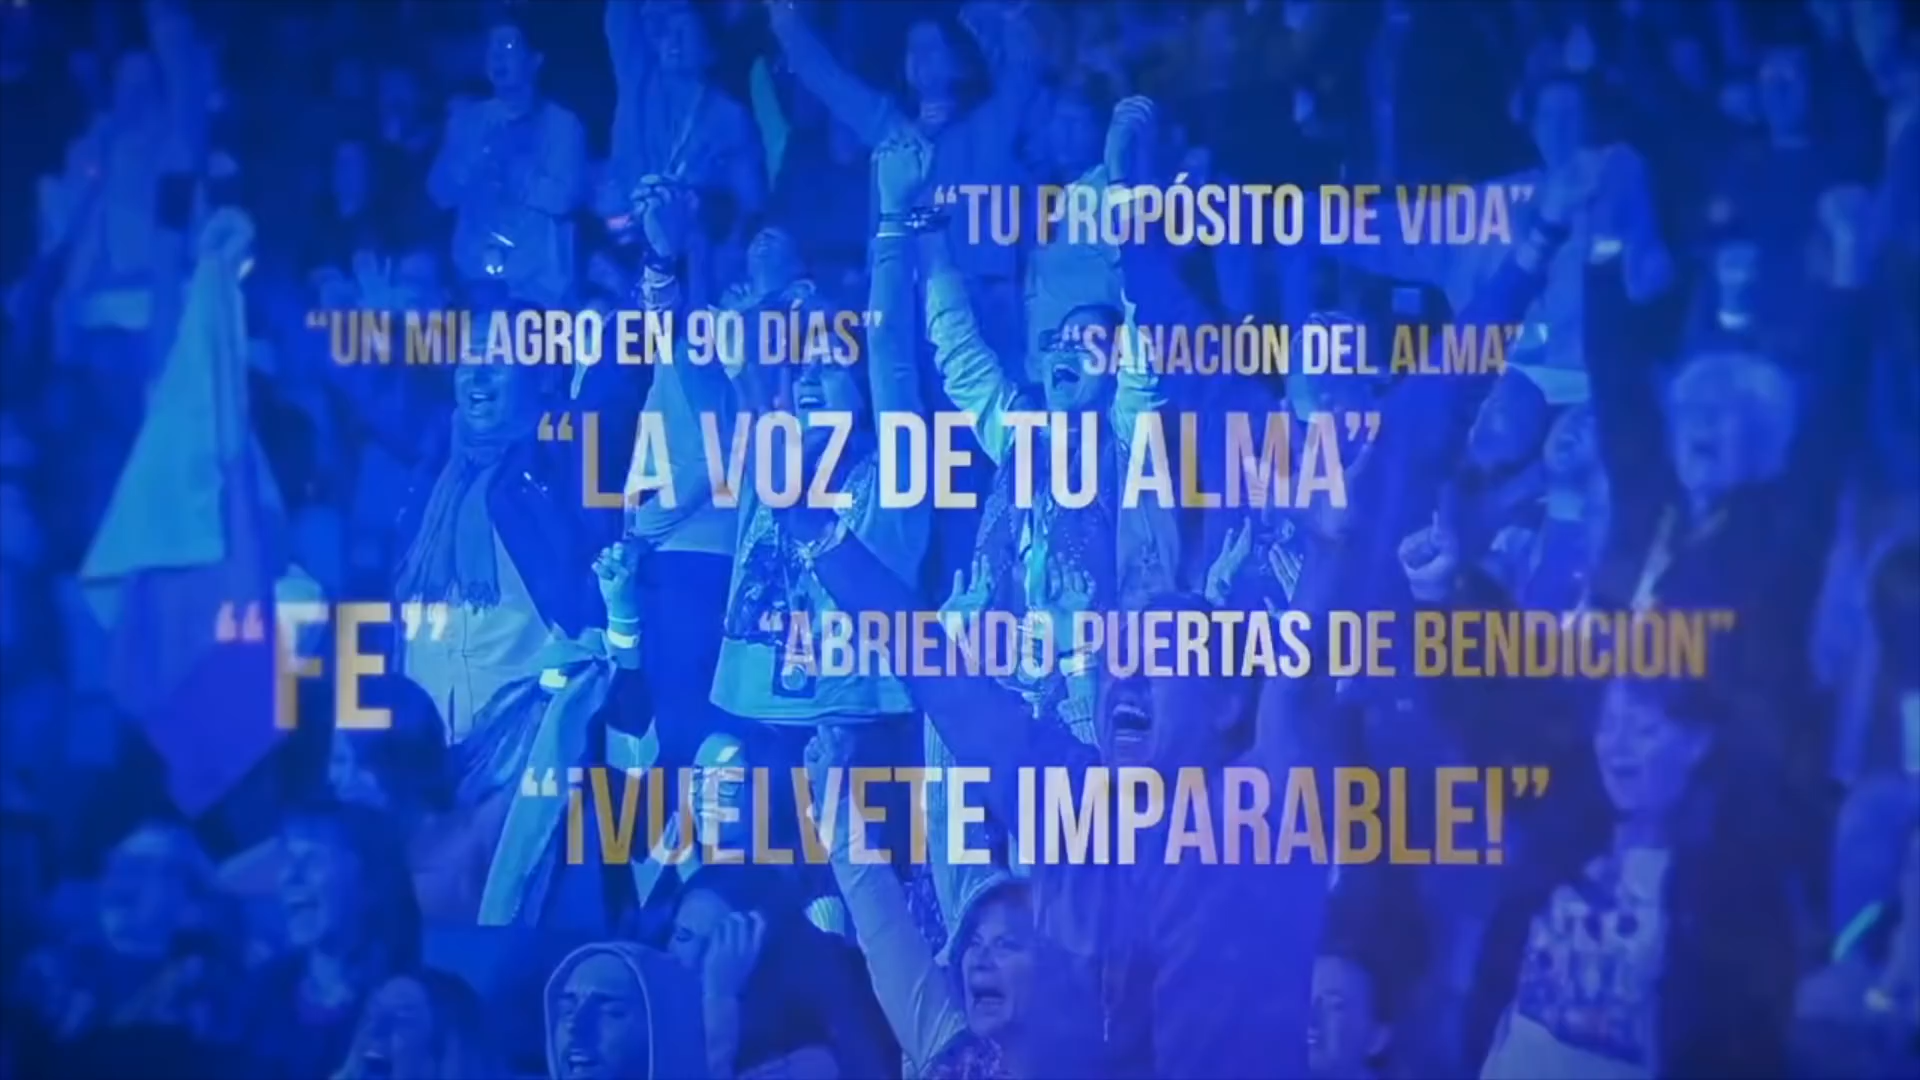 “TU PROPÓSITO DE VIDA”
“UN MILAGRO EN 90 DÍAS”
“SANACIÓN DEL ALMA”
“LA VOZ DE TU ALMA”
“FE”
“ABRIENDO PUERTAS DE BENDICIÓN”
“¡VUÉLVETE IMPARABLE!”